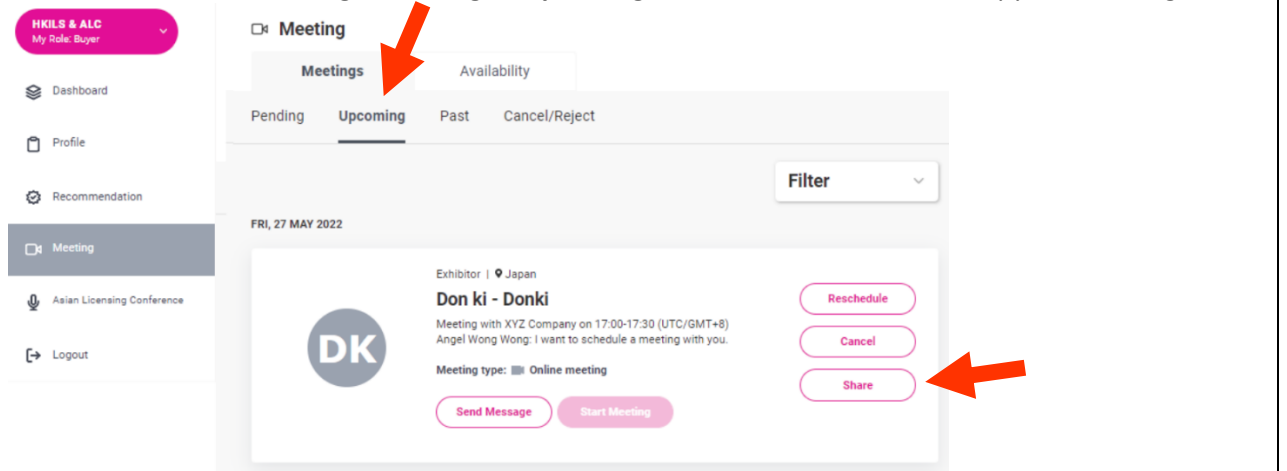 HKILS & ALC
My Role: Buyer
Dashboard
Profile
Recommendation
Meeting
Asian Licensing Conference
Logout
Meeting
Meetings Availability
Pending Upcoming Past Cancel/Reject
Filter
FRI, 27 MAY 2022
DK
Exhibitor | Japan
Don ki - Donki
Meeting with XYZ Company on 17:00-17:30 (UTC/GMT+8)
Angel Wong Wong: I want to schedule a meeting with you.
Meeting type: Online meeting
Send Message Start Meeting
Reschedule
Cancel
Share